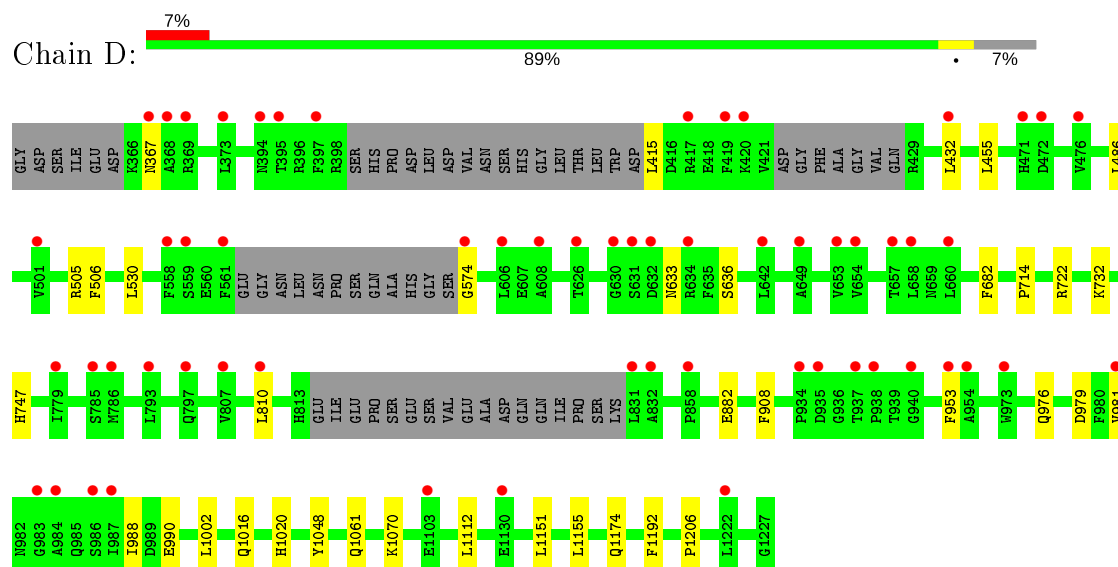 7%
Chain D:
89% • 7%
GLY ASP SER ILE GLU ASP K366 N367 A368 R369 L373 N394 T395 R396 F397 R398 SER HIS PRO ASP LEU ASP VAL ASN SER HIS GLY LEU THR LEU TRP ASP L415 D416 R417 E418 F419 K420 V421 ASP GLY PHE ALA GLY VAL GLN R429 L432 L455 H471 D472 V476 L486
V501 R505 F506 L530 F558 S559 E560 F561 GLU GLY ASN LEU ASN PRO SER GLN ALA HIS GLY SER G574 L606 E607 A608 T626 G630 S631 D632 N633 R634 F635 S636 L642 A649 V653 V654 T657 L658 N659 L660 F682 P714 R722 K732
H747 I779 S785 M786 L793 Q797 V807 L810 H813 GLU ILE GLU PRO SER GLU SER VAL GLU ALA ASP GLN GLN ILE PRO SER LYS L831 A832 P858 E882 F908 P934 D935 G936 T937 P938 T939 G940 F953 A954 W973 Q976 D979 F980
N982 G983 A984 Q985 S986 I987 I988 D989 E990 L1002 Q1016 H1020 Y1048 Q1061 K1070 E1103 L1112 E1130 L1151 L1155 Q1174 F1192 P1206 L1222 G1227